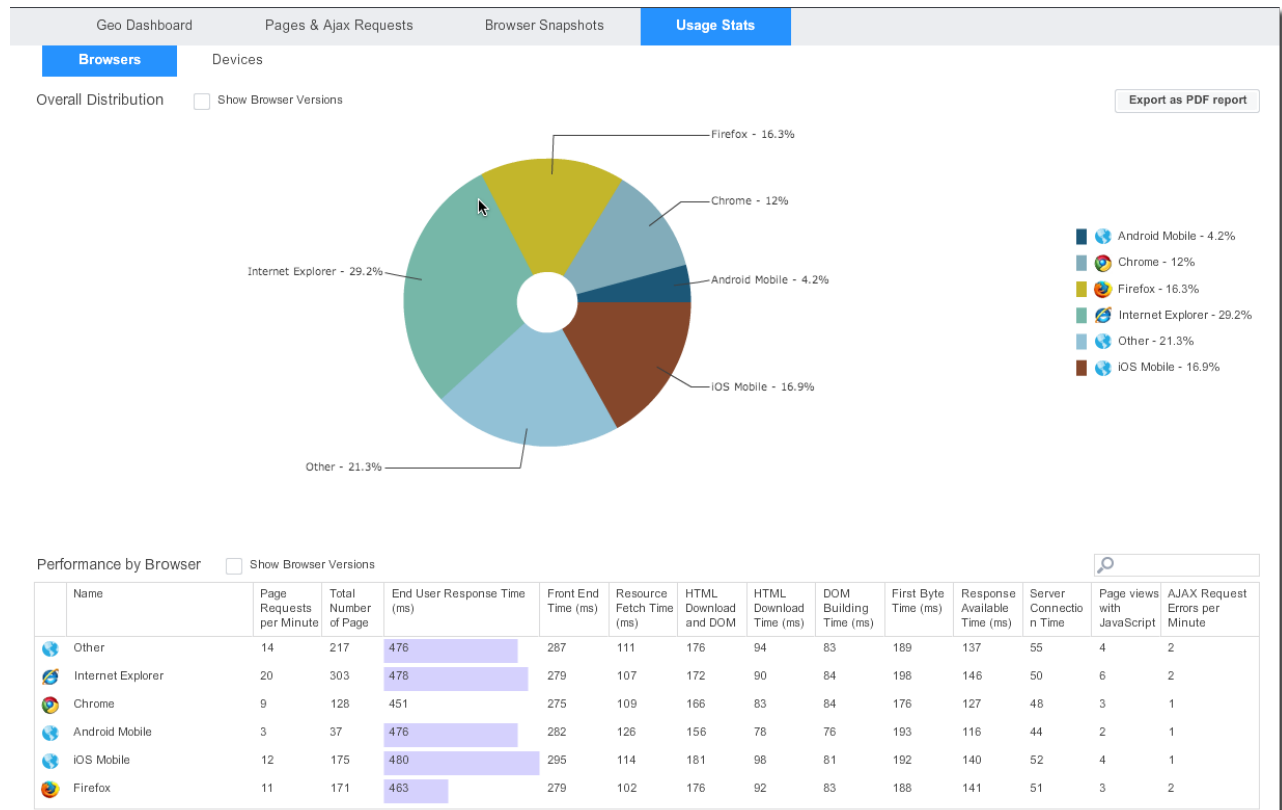 Geo Dashboard Pages & Ajax Requests Browser Snapshots Usage Stats
Browsers Devices
Overall Distribution Show Browser Versions Export as PDF report
Firefox - 16.3%
Chrome - 12%
Android Mobile - 4.2%
iOS Mobile - 16.9%
Other - 21.3%
Internet Explorer - 29.2%
Android Mobile - 4.2%
Chrome - 12%
Firefox - 16.3%
Internet Explorer - 29.2%
Other - 21.3%
iOS Mobile - 16.9%
Performance by Browser Show Browser Versions
Name Page End User Response Time Front End Resource HTML HTML DOM First Byte Response Server Page views AJAX Request
Requests per Minute
Total Number of Page
(ms) Time (ms) Fetch Time (ms)
Download and DOM
Download Time (ms)
Building Time (ms)
Time (ms)
Available Time (ms)
Connectio n Time
with JavaScript
Errors per Minute
Other 14 217 476 287 111 176 94 83 189 137 55 4 2
Internet Explorer 20 303 478 279 107 172 90 84 198 146 50 6 2
Chrome 9 128 451 275 109 166 83 84 176 127 48 3 1
Android Mobile 3 37 476 282 126 156 78 76 193 116 44 2 1
iOS Mobile 12 175 480 295 114 181 98 81 192 140 52 4 1
Firefox 11 171 463 279 102 176 92 83 188 141 51 3 2